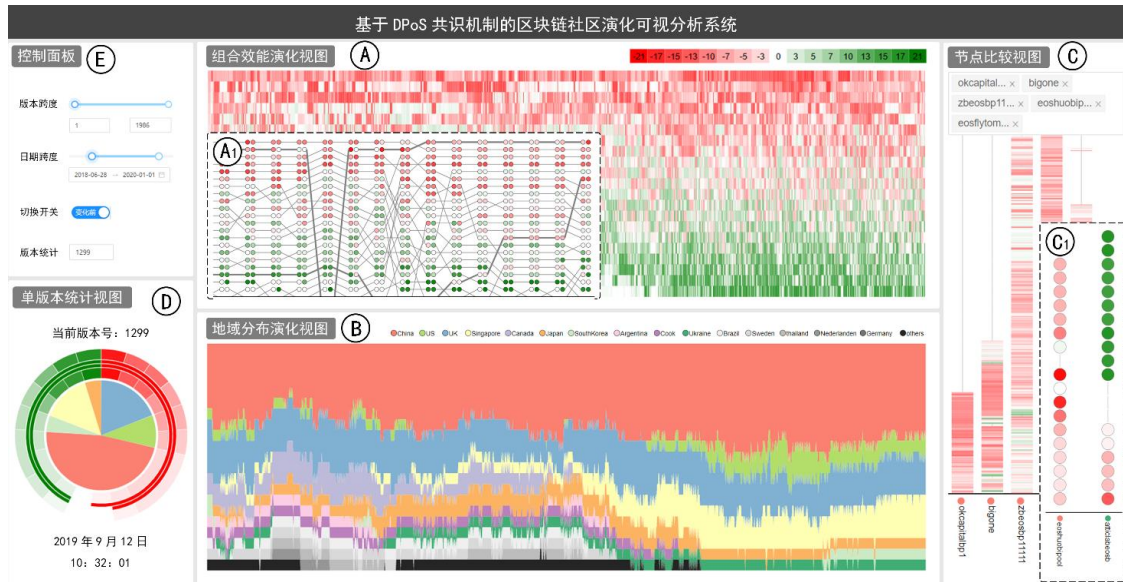 基于 DPoS 共识机制的区块链社区演化可视分析系统
控制面板 E
版本跨度
1 1986
日期跨度
2018-06-28 → 2020-01-01
切换开关 变化前
版本统计 1299
单版本统计视图 D
当前版本号：1299
2019 年 9 月 12 日
10：32：01
组合效能演化视图 A
-21 -17 -15 -13 -10 -7 -5 -3 0 3 5 7 10 13 15 17 21
A1
地域分布演化视图 B
China US UK Singapore Canada Japan SouthKorea Argentina Cook Ukraine Brazil Sweden thailand Nederlanden Germany others
节点比较视图 C
okcapital... × bigone ×
zbeosbp11... × eoshuobip... ×
eosflytom... ×
C1
okcapitalbp1
bigone
zbeosbp11111
eoshuobipool